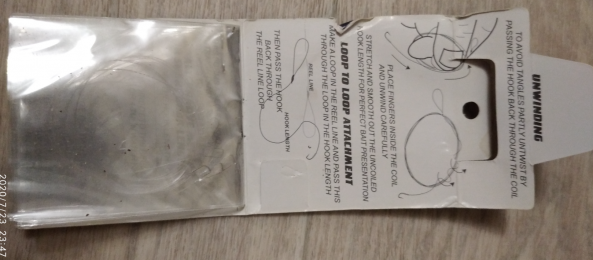 UNWINDING
TO AVOID TANGLES PARTLY UNTWIST BY
PASSING THE HOOK BACK THROUGH THE COIL
PLACE FINGERS INSIDE THE COIL
AND UNWIND CAREFULLY
STRETCH AND SMOOTH OUT THE UNCOILED
OOK LENGTH FOR PERFECT BAIT PRESENTATION
LOOP TO LOOP ATTACHMENT
MAKE A LOOP IN THE REEL LINE AND PASS THIS
THROUGH THE LOOP IN THE HOOK LENGTH
REEL LINE
HOOK LENGTH
THEN PASS THE HOOK
BACK THROUGH
THE REEL LINE LOOP
2020/7/23 23:47